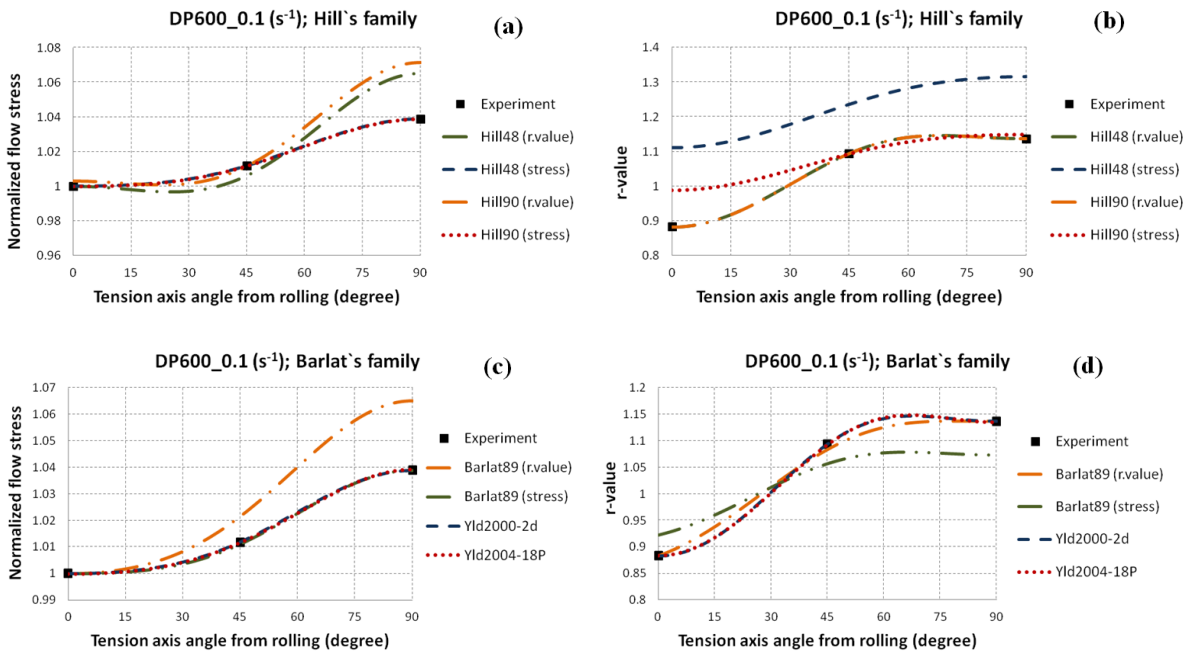 DP600_0.1 (s-1); Hill`s family
(a)
Normalized flow stress
1.08
1.06
1.04
1.02
1
0.98
0.96
0
15
30
45
60
75
90
Tension axis angle from rolling (degree)
Experiment
Hill48 (r.value)
Hill48 (stress)
Hill90 (r.value)
Hill90 (stress)
DP600_0.1 (s-1); Hill`s family
(b)
r-value
1.4
1.3
1.2
1.1
1
0.9
0.8
0
15
30
45
60
75
90
Tension axis angle from rolling (degree)
Experiment
Hill48 (r.value)
Hill48 (stress)
Hill90 (r.value)
Hill90 (stress)
DP600_0.1 (s-1); Barlat`s family
(c)
Normalized flow stress
1.07
1.06
1.05
1.04
1.03
1.02
1.01
1
0.99
0
15
30
45
60
75
90
Tension axis angle from rolling (degree)
Experiment
Barlat89 (r.value)
Barlat89 (stress)
Yld2000-2d
Yld2004-18P
DP600_0.1 (s-1); Barlat`s family
(d)
r-value
1.2
1.15
1.1
1.05
1
0.95
0.9
0.85
0.8
0
15
30
45
60
75
90
Tension axis angle from rolling (degree)
Experiment
Barlat89 (r.value)
Barlat89 (stress)
Yld2000-2d
Yld2004-18P